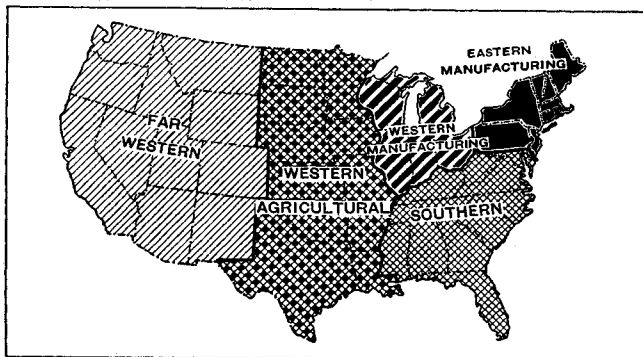 EASTERN
MANUFACTURING
FAR-
WESTERN
WESTERN
MANUFACTURING
WESTERN
AGRICULTURAL
SOUTHERN